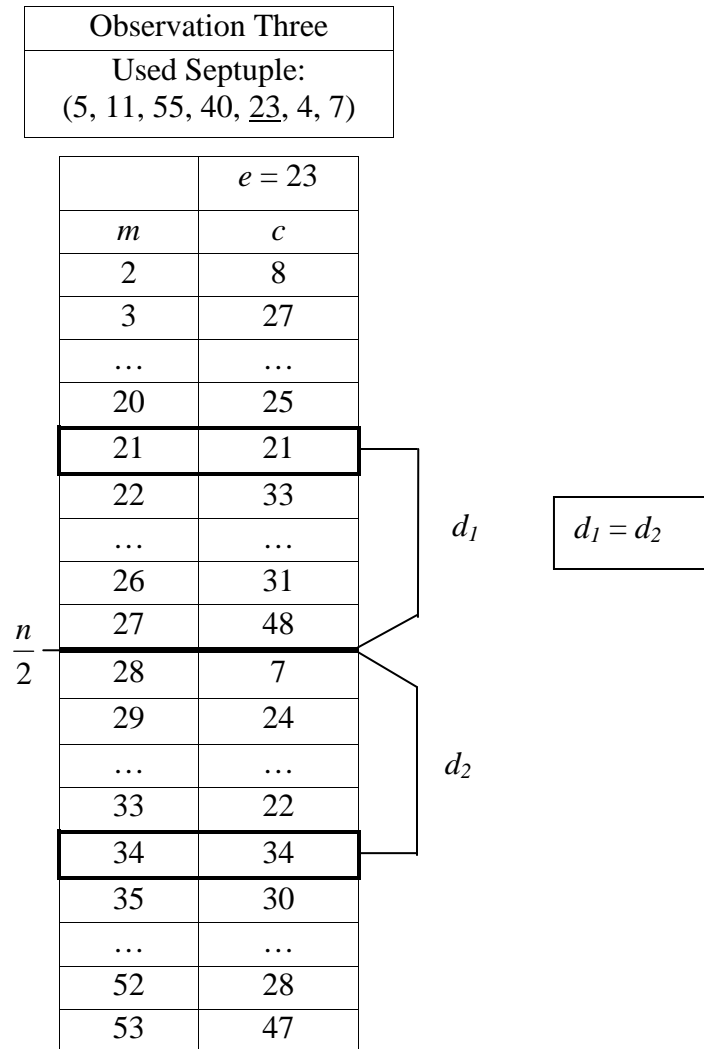 Observation Three
Used Septuple:
(5, 11, 55, 40, 23, 4, 7)
e = 23
m c
2 8
3 27
… …
20 25
21 21
22 33
… …
26 31
27 48
n/2
28 7
29 24
… …
33 22
34 34
35 30
… …
52 28
53 47
d1
d1 = d2
d2